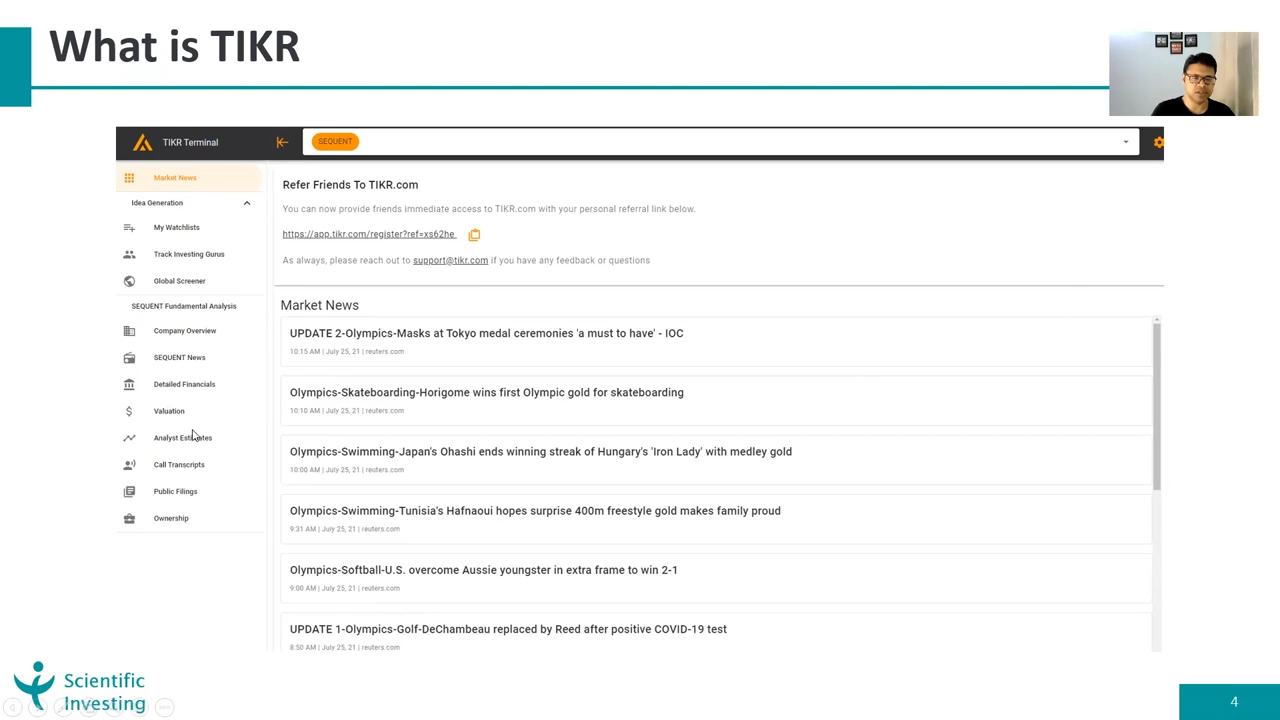 What is TIKR
TIKR Terminal
SEQUENT
Market News
Idea Generation
My Watchlists
Track Investing Gurus
Global Screener
SEQUENT Fundamental Analysis
Company Overview
SEQUENT News
Detailed Financials
Valuation
Analyst Estimates
Call Transcripts
Public Filings
Ownership
Refer Friends To TIKR.com
You can now provide friends immediate access to TIKR.com with your personal referral link below.
https://app.tikr.com/register?ref=xs62he
As always, please reach out to support@tikr.com if you have any feedback or questions
Market News
UPDATE 2-Olympics-Masks at Tokyo medal ceremonies 'a must to have' - IOC
10:15 AM | July 25, 21 | reuters.com
Olympics-Skateboarding-Horigome wins first Olympic gold for skateboarding
10:10 AM | July 25, 21 | reuters.com
Olympics-Swimming-Japan's Ohashi ends winning streak of Hungary's 'Iron Lady' with medley gold
10:00 AM | July 25, 21 | reuters.com
Olympics-Swimming-Tunisia's Hafnaoui hopes surprise 400m freestyle gold makes family proud
9:31 AM | July 25, 21 | reuters.com
Olympics-Softball-U.S. overcome Aussie youngster in extra frame to win 2-1
9:00 AM | July 25, 21 | reuters.com
UPDATE 1-Olympics-Golf-DeChambeau replaced by Reed after positive COVID-19 test
8:50 AM | July 25, 21 | reuters.com
Scientific
Investing
4